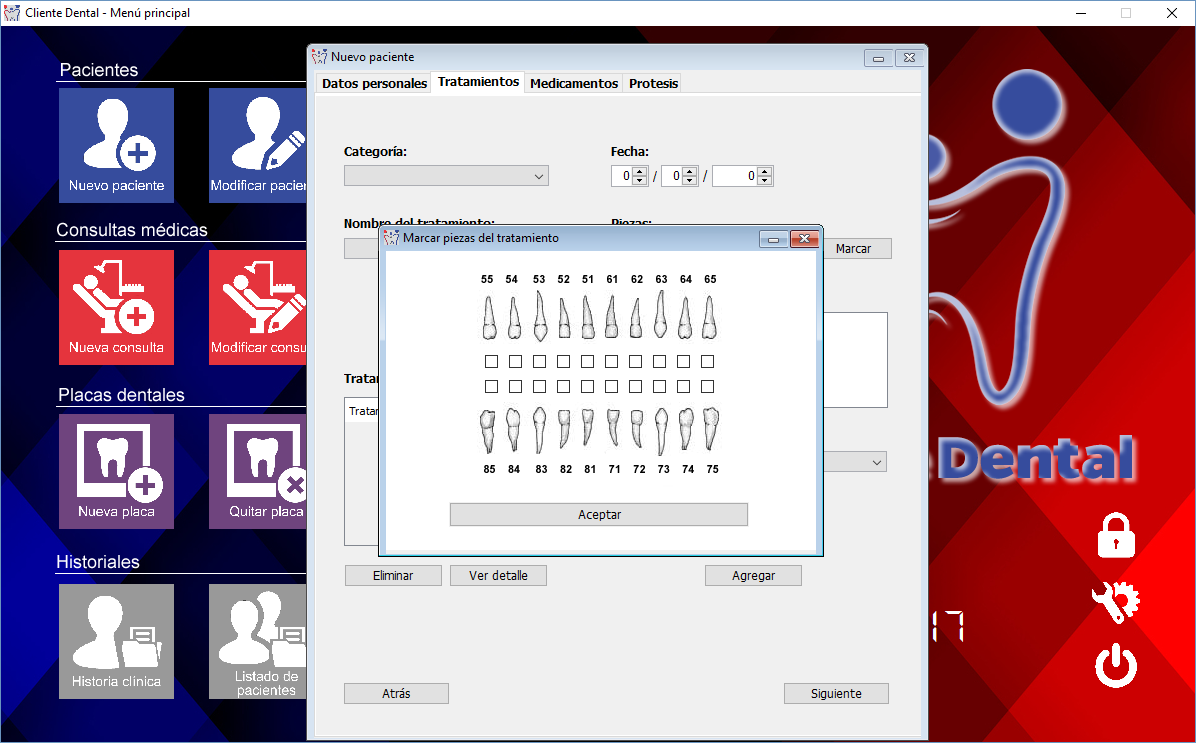 Cliente Dental - Menú principal
Pacientes
Nuevo paciente
Modificar pacien
Consultas médicas
Nueva consulta
Modificar consu
Placas dentales
Nueva placa
Quitar placa
Historiales
Historia clínica
Listado de
pacientes
Nuevo paciente
Datos personales Tratamientos Medicamentos Protesis
Categoría:
Fecha:
0 / 0 / 0
Nombre del tratamiento:
Piezas:
Marcar
Marcar piezas del tratamiento
55 54 53 52 51 61 62 63 64 65
85 84 83 82 81 71 72 73 74 75
Aceptar
Tratar
Tratar
Eliminar
Ver detalle
Agregar
Atrás
Siguiente
Dental
17